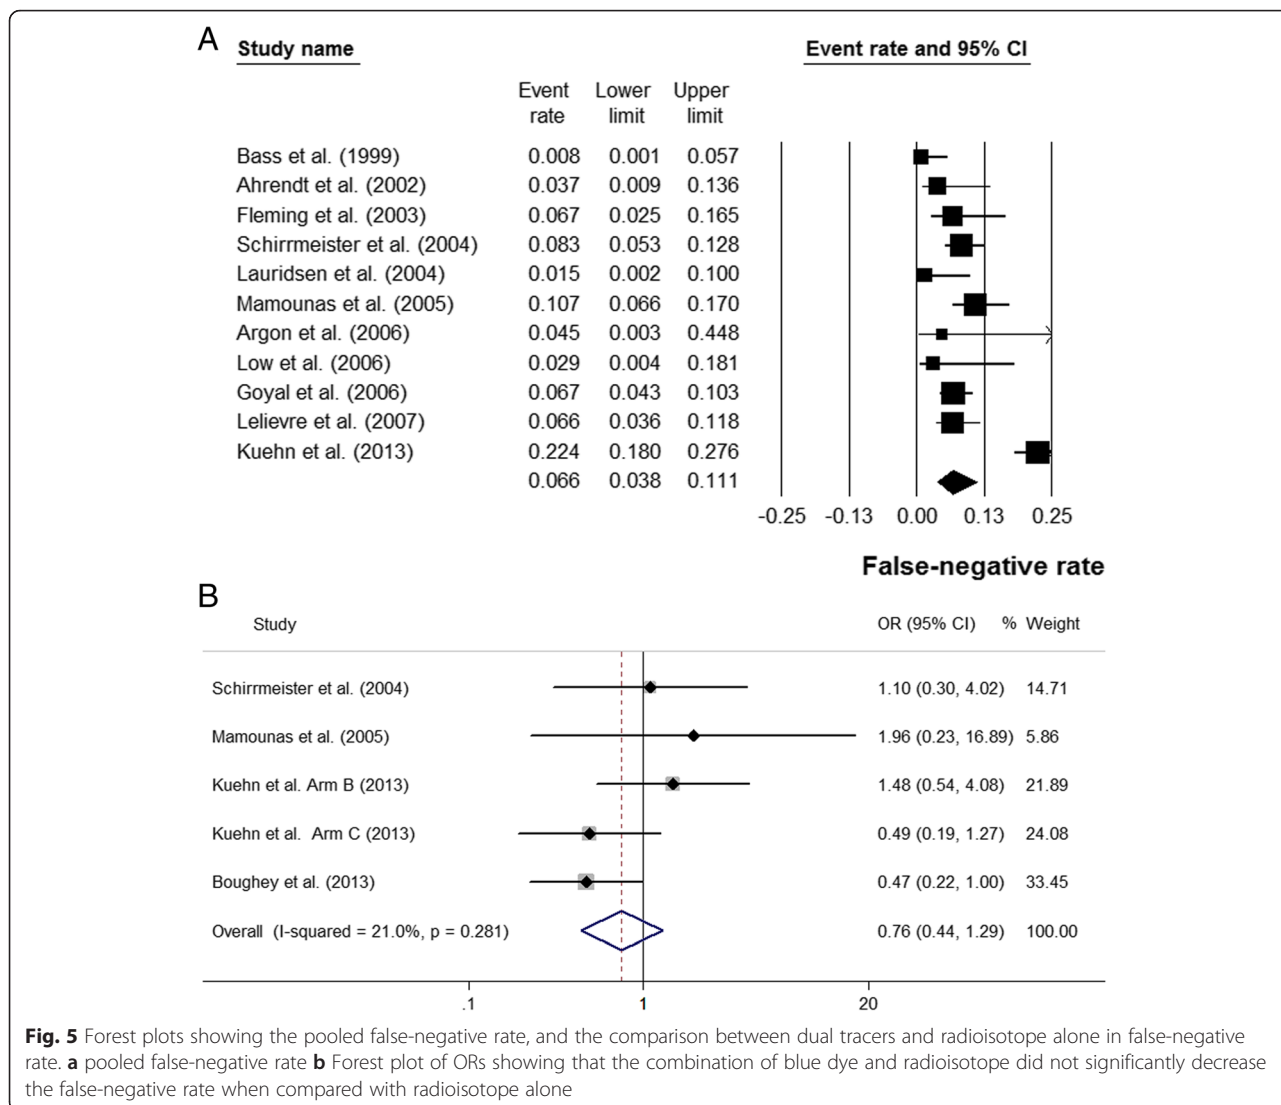 A
Study name Event rate and 95% CI
Event Lower Upper
rate limit limit
Bass et al. (1999) 0.008 0.001 0.057
Ahrendt et al. (2002) 0.037 0.009 0.136
Fleming et al. (2003) 0.067 0.025 0.165
Schirrmeister et al. (2004) 0.083 0.053 0.128
Lauridsen et al. (2004) 0.015 0.002 0.100
Mamounas et al. (2005) 0.107 0.066 0.170
Argon et al. (2006) 0.045 0.003 0.448
Low et al. (2006) 0.029 0.004 0.181
Goyal et al. (2006) 0.067 0.043 0.103
Lelievre et al. (2007) 0.066 0.036 0.118
Kuehn et al. (2013) 0.224 0.180 0.276
0.066 0.038 0.111
-0.25 -0.13 0.00 0.13 0.25
False-negative rate
B
Study OR (95% CI) % Weight
Schirrmeister et al. (2004) 1.10 (0.30, 4.02) 14.71
Mamounas et al. (2005) 1.96 (0.23, 16.89) 5.86
Kuehn et al. Arm B (2013) 1.48 (0.54, 4.08) 21.89
Kuehn et al. Arm C (2013) 0.49 (0.19, 1.27) 24.08
Boughey et al. (2013) 0.47 (0.22, 1.00) 33.45
Overall (I-squared = 21.0%, p = 0.281) 0.76 (0.44, 1.29) 100.00
.1 1 20
Fig. 5 Forest plots showing the pooled false-negative rate, and the comparison between dual tracers and radioisotope alone in false-negative
rate. a pooled false-negative rate b Forest plot of ORs showing that the combination of blue dye and radioisotope did not significantly decrease
the false-negative rate when compared with radioisotope alone